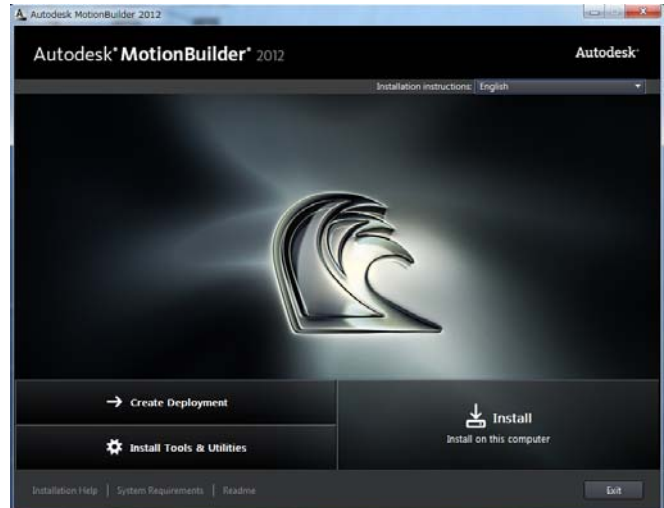 Autodesk MotionBuilder 2012
Autodesk® MotionBuilder® 2012
Autodesk®
Installation instructions: English
→ Create Deployment
Install Tools & Utilities
Install
Install on this computer
Installation Help | System Requirements | Readme
Exit